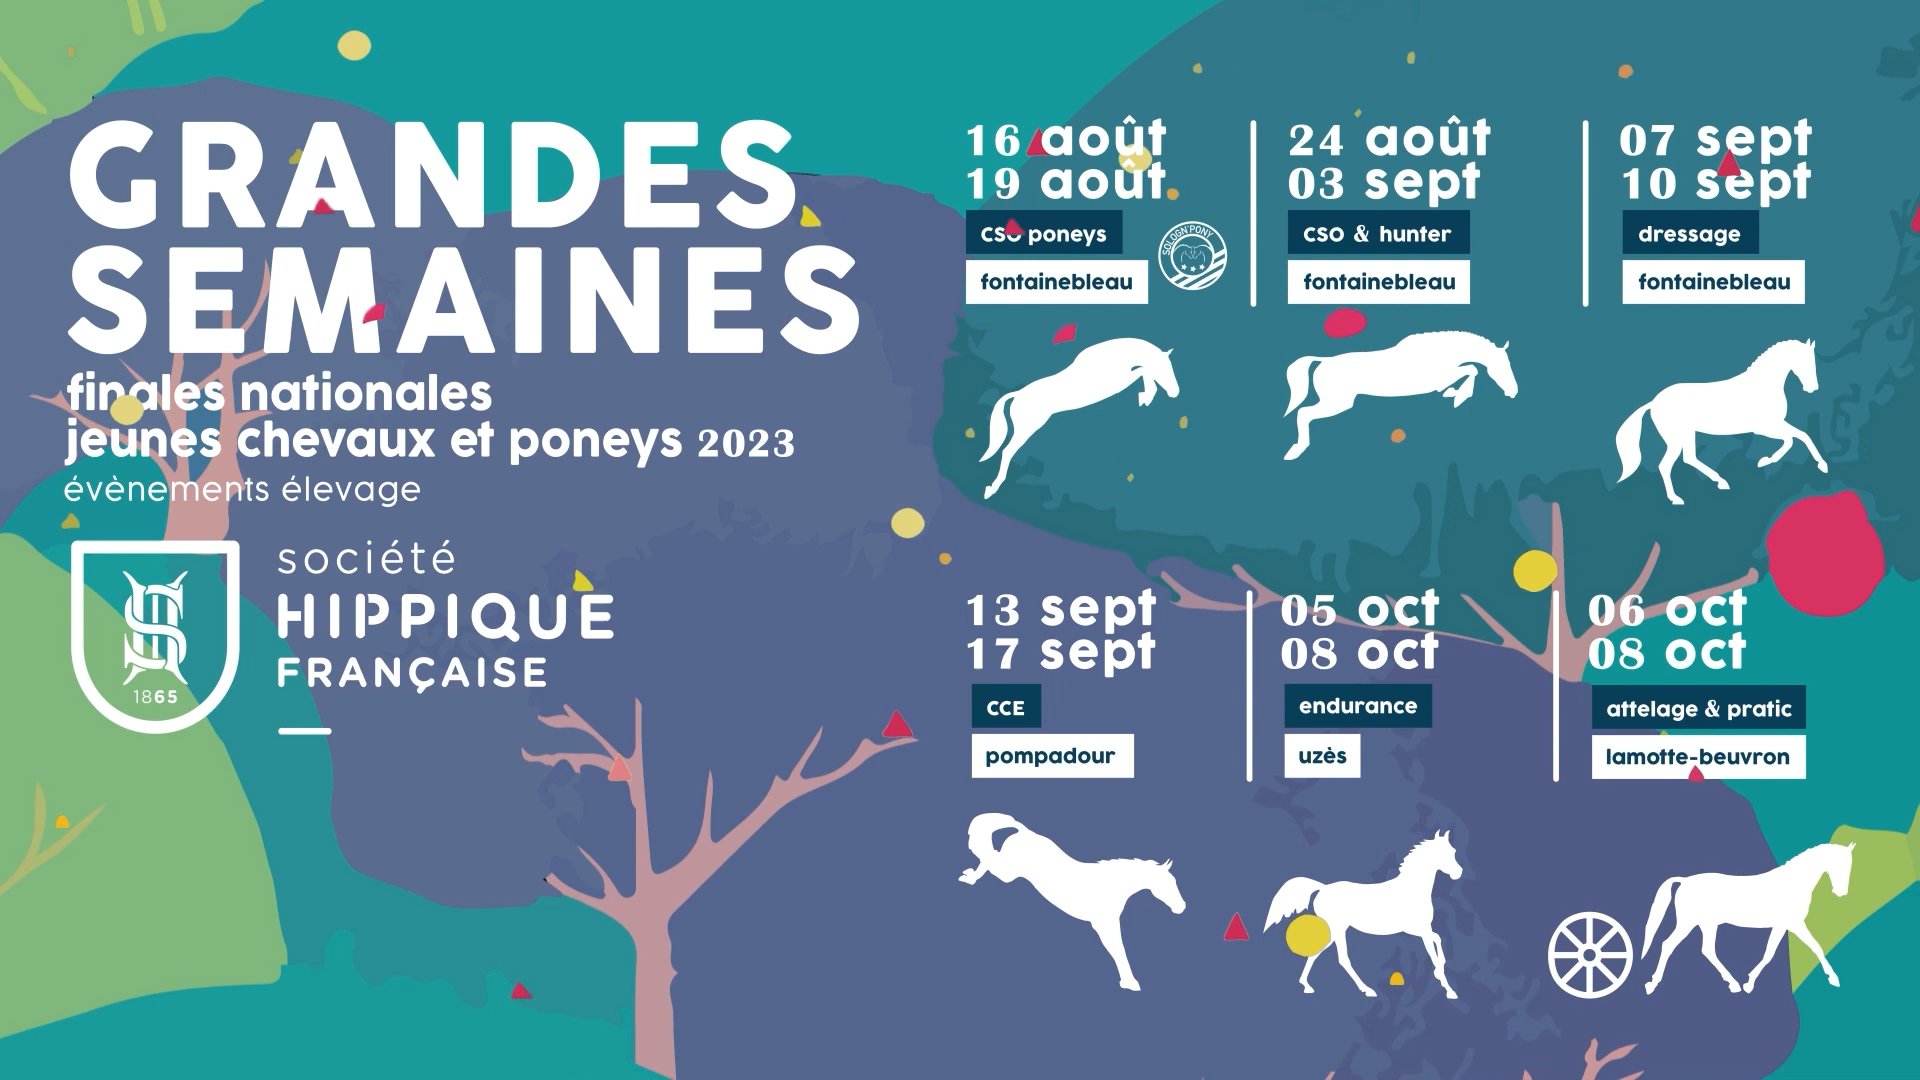 GRANDES
SEMAINES
finales nationales
jeunes chevaux et poneys 2023
évènements élevage
société
HIPPIQUE
FRANÇAISE
1865
16 août
19 août
cso poneys
fontainebleau
SOLOGN'PONY
24 août
03 sept
cso & hunter
fontainebleau
07 sept
10 sept
dressage
fontainebleau
13 sept
17 sept
CCE
pompadour
05 oct
08 oct
endurance
uzès
06 oct
08 oct
attelage & pratic
lamotte-beuvron